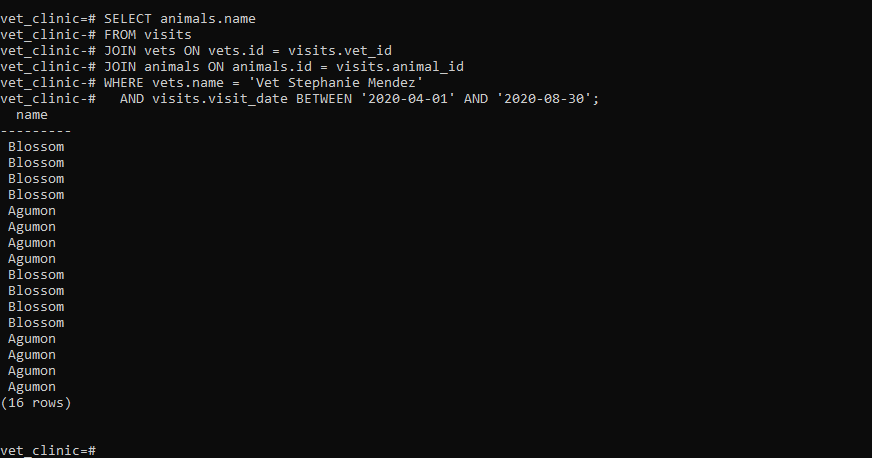 vet_clinic=# SELECT animals.name
vet_clinic-# FROM visits
vet_clinic-# JOIN vets ON vets.id = visits.vet_id
vet_clinic-# JOIN animals ON animals.id = visits.animal_id
vet_clinic-# WHERE vets.name = 'Vet Stephanie Mendez'
vet_clinic-#   AND visits.visit_date BETWEEN '2020-04-01' AND '2020-08-30';
  name
---------
 Blossom
 Blossom
 Blossom
 Blossom
 Agumon
 Agumon
 Agumon
 Agumon
 Blossom
 Blossom
 Blossom
 Blossom
 Agumon
 Agumon
 Agumon
 Agumon
(16 rows)
vet_clinic=#